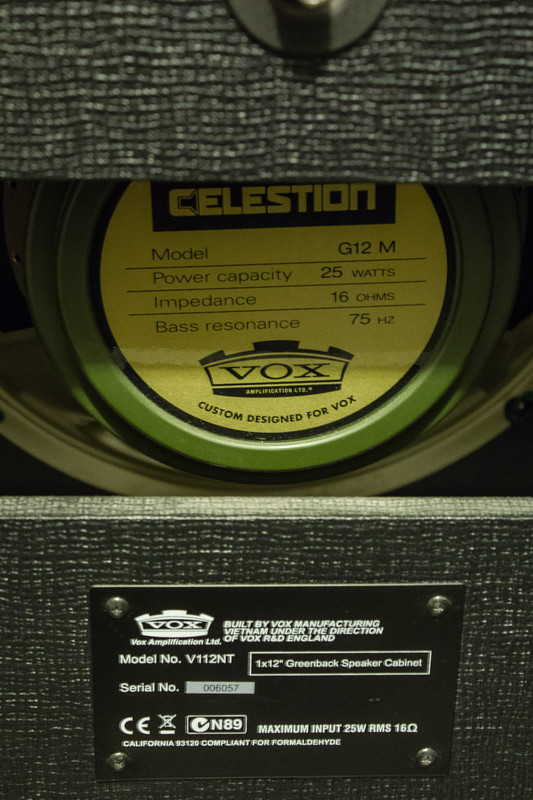 CELESTION
Model G12 M
Power capacity 25 WATTS
Impedance 16 OHMS
Bass resonance 75 HZ
VOX
AMPLIFICATION LTD.™
CUSTOM DESIGNED FOR VOX
VOX
Vox Amplification Ltd.
BUILT BY VOX MANUFACTURING
VIETNAM UNDER THE DIRECTION
OF VOX R&D ENGLAND
Model No. V112NT 1x12" Greenback Speaker Cabinet
Serial No. 006057
CE N89 MAXIMUM INPUT 25W RMS 16Ω
CALIFORNIA 93120 COMPLIANT FOR FORMALDEHYDE